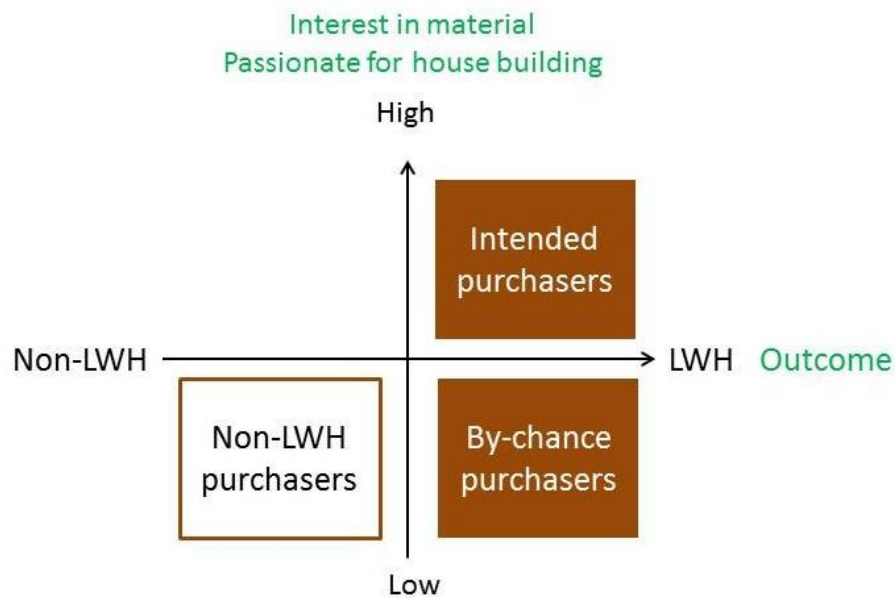 Interest in material
Passionate for house building
High
Intended
purchasers
Non-LWH
LWH
Outcome
Non-LWH
purchasers
By-chance
purchasers
Low